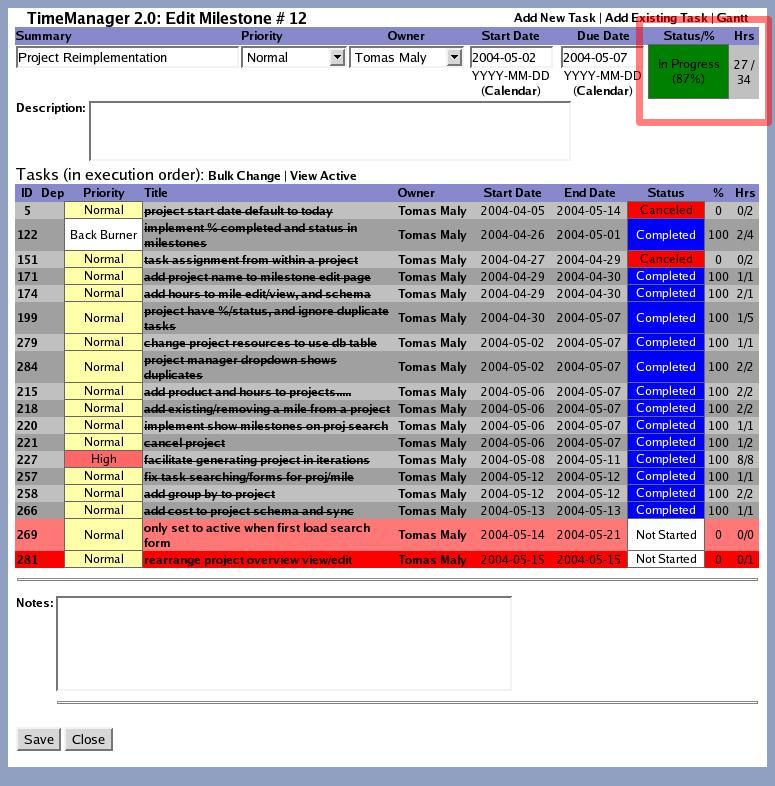 TimeManager 2.0: Edit Milestone # 12
Add New Task | Add Existing Task | Gantt
Summary Priority Owner Start Date Due Date Status/% Hrs
Project Reimplementation Normal Tomas Maly 2004-05-02 2004-05-07 In Progress 27 /
YYYY-MM-DD YYYY-MM-DD (87%) 34
(Calendar) (Calendar)
Description:
Tasks (in execution order): Bulk Change | View Active
ID Dep Priority Title Owner Start Date End Date Status % Hrs
5 Normal project start date default to today Tomas Maly 2004-04-05 2004-05-14 Canceled 0 0/2
122 Back Burner implement % completed and status in
milestones Tomas Maly 2004-04-26 2004-05-01 Completed 100 2/4
151 Normal task assignment from within a project Tomas Maly 2004-04-27 2004-04-29 Canceled 0 0/2
171 Normal add project name to milestone edit page Tomas Maly 2004-04-29 2004-04-30 Completed 100 1/1
174 Normal add hours to mile edit/view, and schema Tomas Maly 2004-04-29 2004-04-30 Completed 100 2/1
199 Normal project have %/status, and ignore duplicate
tasks Tomas Maly 2004-04-30 2004-05-07 Completed 100 1/5
279 Normal change project resources to use db table Tomas Maly 2004-05-02 2004-05-07 Completed 100 1/1
284 Normal project manager dropdown shows
duplicates Tomas Maly 2004-05-02 2004-05-07 Completed 100 2/2
215 Normal add product and hours to projects..... Tomas Maly 2004-05-06 2004-05-07 Completed 100 2/2
218 Normal add existing/removing a mile from a project Tomas Maly 2004-05-06 2004-05-07 Completed 100 2/2
220 Normal implement show milestones on proj search Tomas Maly 2004-05-06 2004-05-07 Completed 100 1/1
221 Normal cancel project Tomas Maly 2004-05-06 2004-05-07 Completed 100 1/2
227 High facilitate generating project in iterations Tomas Maly 2004-05-08 2004-05-11 Completed 100 8/8
257 Normal fix task searching/forms for proj/mile Tomas Maly 2004-05-12 2004-05-12 Completed 100 1/1
258 Normal add group by to project Tomas Maly 2004-05-12 2004-05-12 Completed 100 2/2
266 Normal add cost to project schema and sync Tomas Maly 2004-05-13 2004-05-13 Completed 100 1/1
269 Normal only set to active when first load search
form Tomas Maly 2004-05-14 2004-05-21 Not Started 0 0/0
281 Normal rearrange project overview view/edit Tomas Maly 2004-05-15 2004-05-15 Not Started 0 0/1
Notes:
Save Close